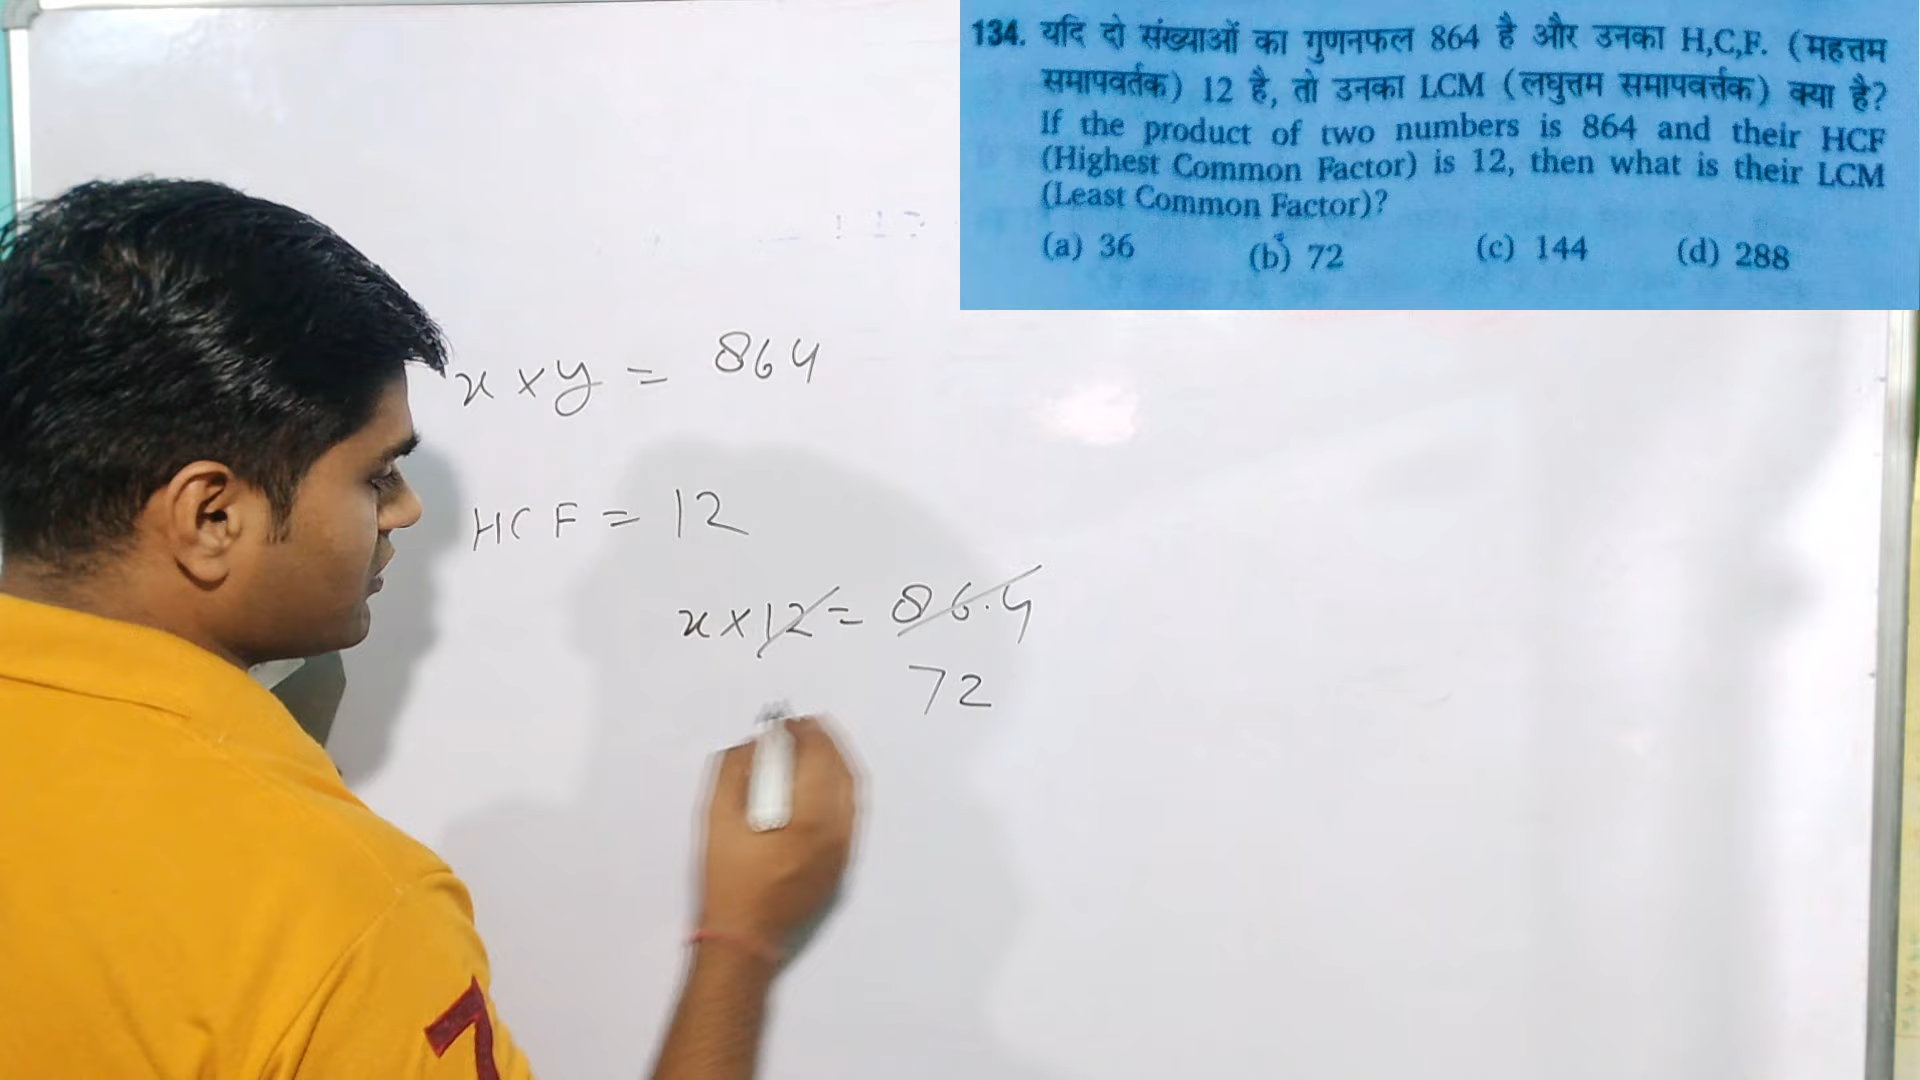 134. यदि दो संख्याओं का गुणनफल 864 है और उनका H,C,F. (महत्तम
समापवर्तक) 12 है, तो उनका LCM (लघुत्तम समापवर्त्तक) क्या है?
If the product of two numbers is 864 and their HCF
(Highest Common Factor) is 12, then what is their LCM
(Least Common Factor)?
(a) 36 (b) 72 (c) 144 (d) 288
x × y = 864
HCF = 12
x × 12 = 864
72
7